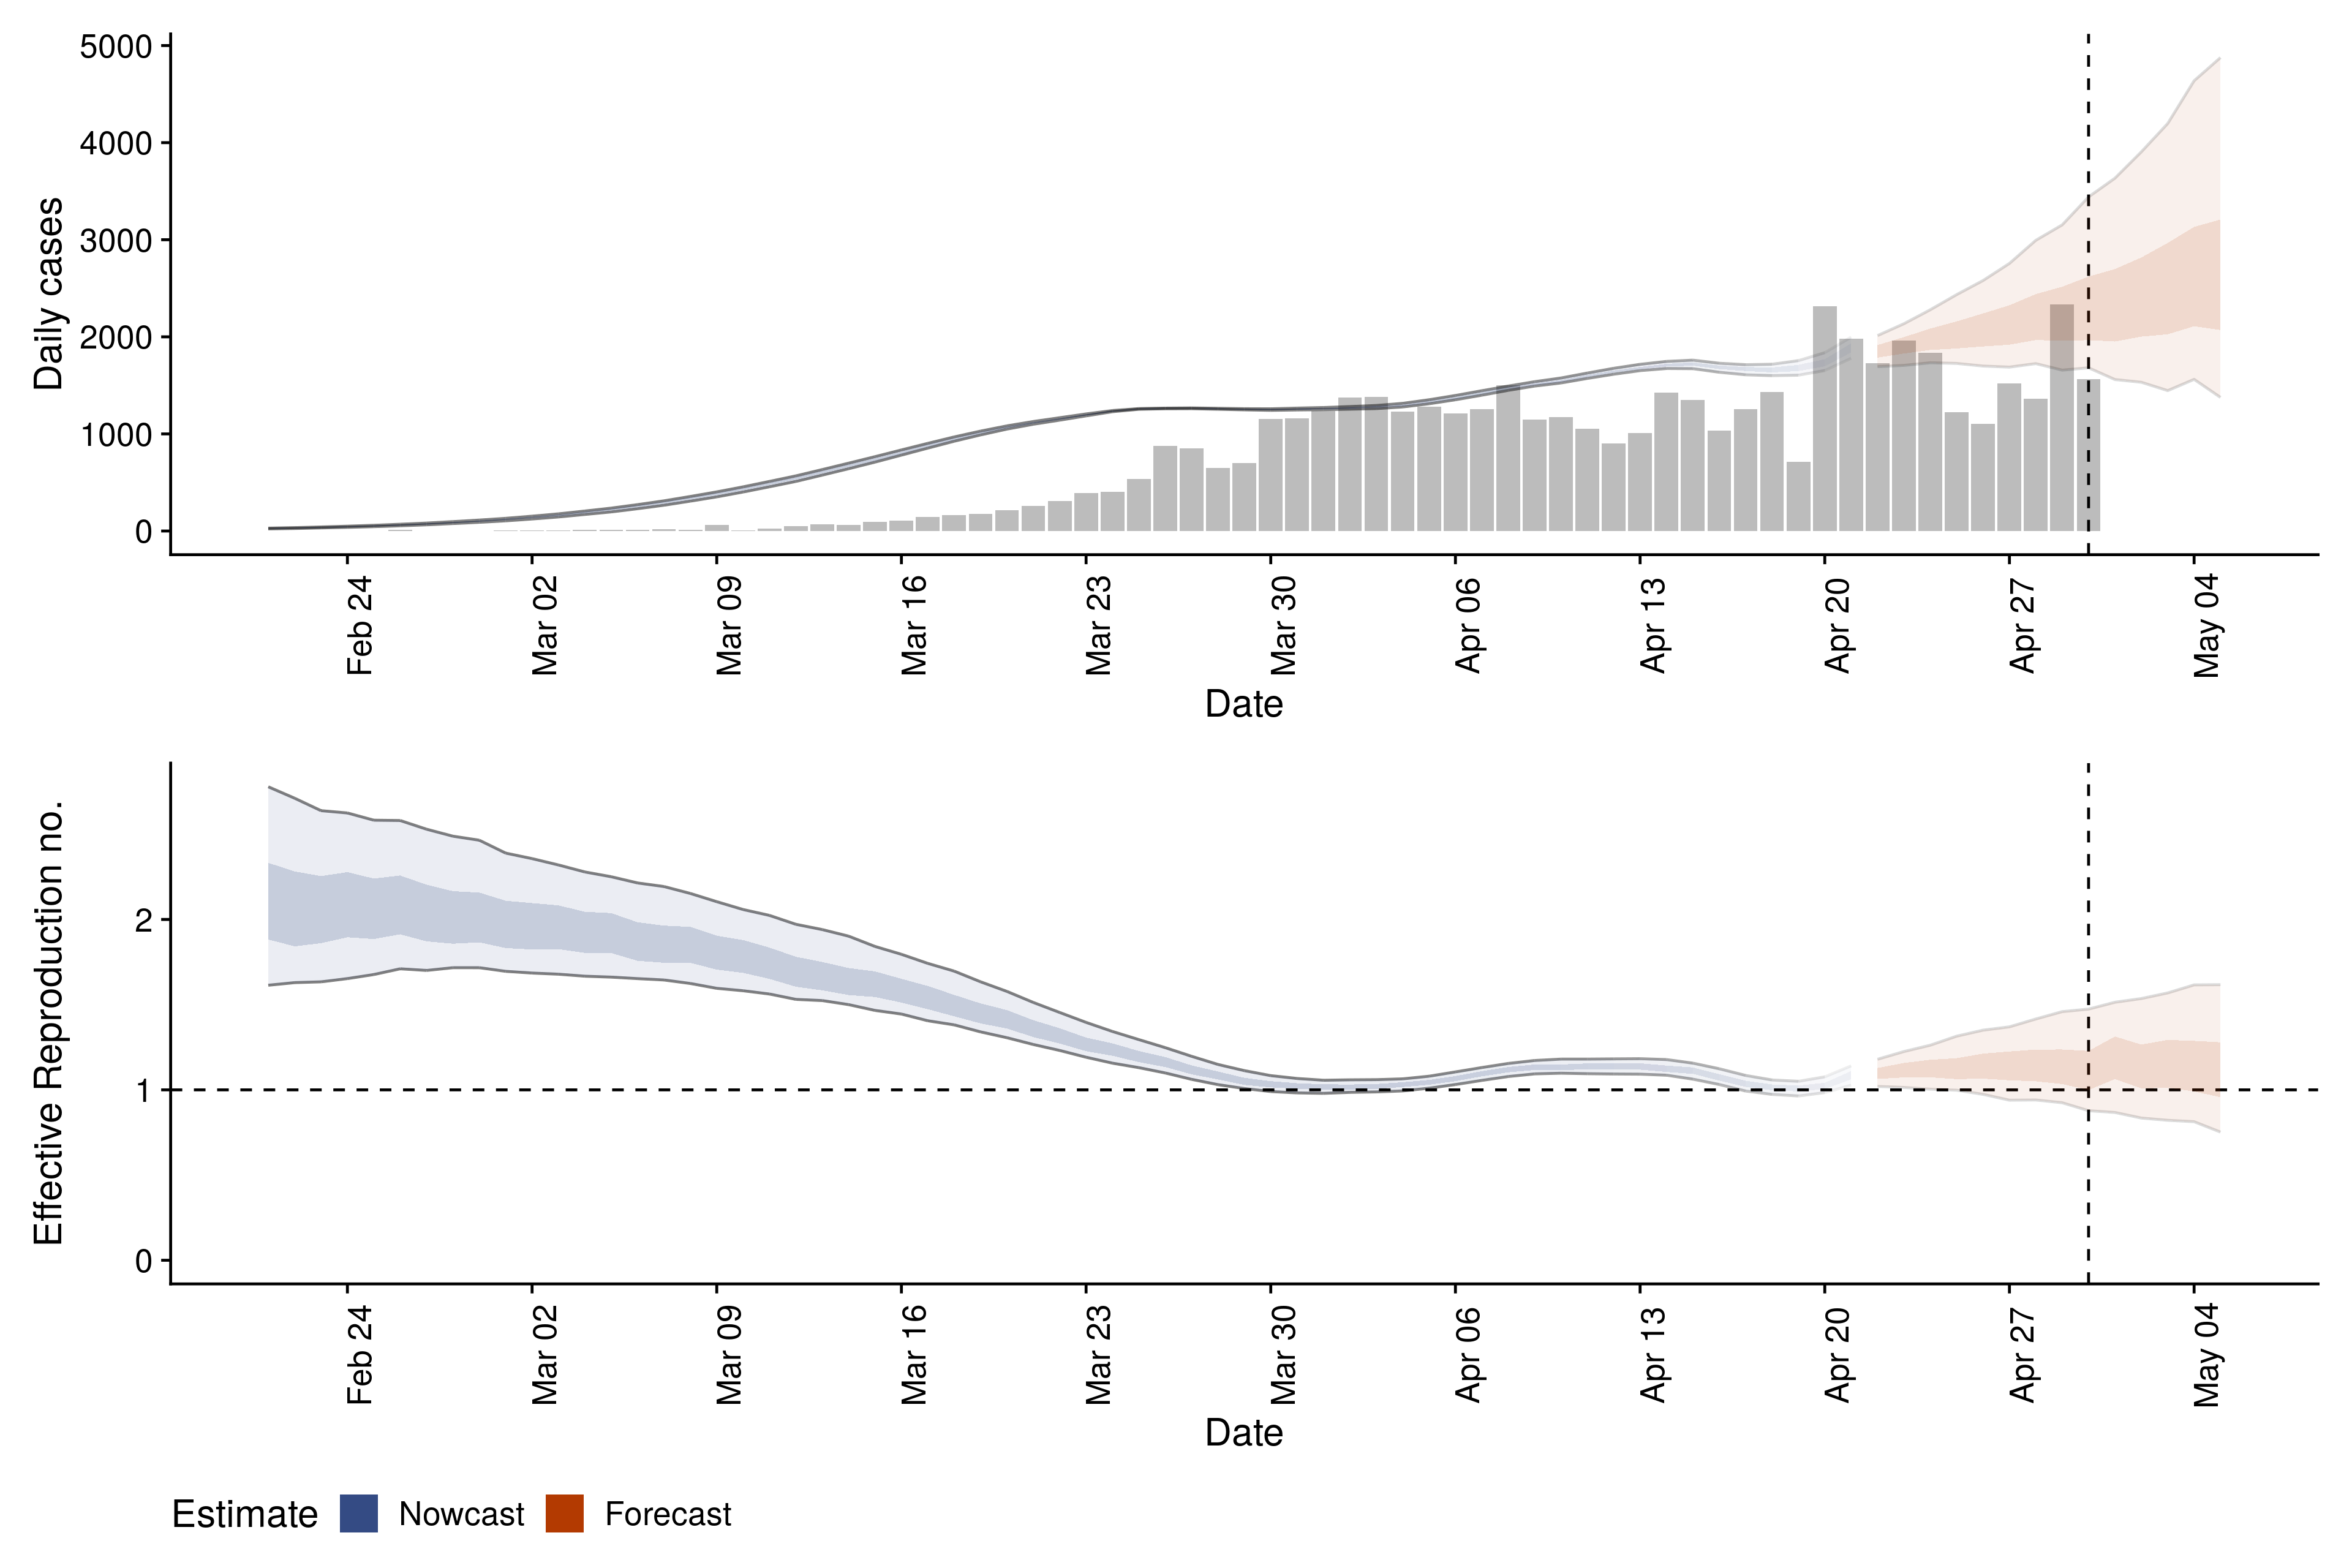 Daily cases
5000
4000
3000
2000
1000
0
Feb 24
Mar 02
Mar 09
Mar 16
Mar 23
Mar 30
Apr 06
Apr 13
Apr 20
Apr 27
May 04
Date
Effective Reproduction no.
2
1
0
Feb 24
Mar 02
Mar 09
Mar 16
Mar 23
Mar 30
Apr 06
Apr 13
Apr 20
Apr 27
May 04
Date
Estimate Nowcast Forecast